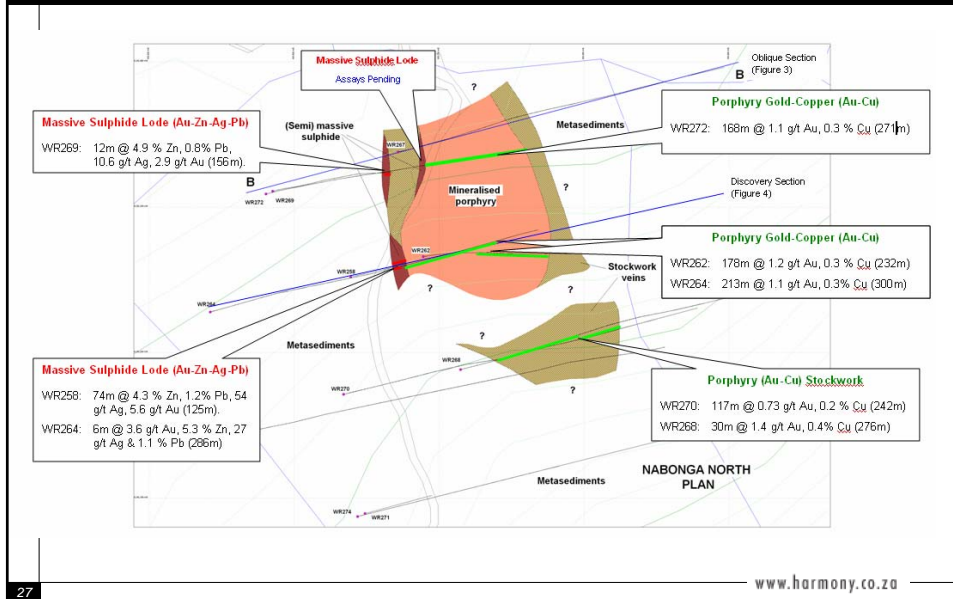 Massive Sulphide Lode
Assays Pending
Oblique Section
(Figure 3)
B
?
Massive Sulphide Lode (Au-Zn-Ag-Pb)
WR269: 12m @ 4.9 % Zn, 0.8% Pb,
10.6 g/t Ag, 2.9 g/t Au (156m).
(Semi) massive
sulphide
WR267
Metasediments
Porphyry Gold-Copper (Au-Cu)
WR272: 168m @ 1.1 g/t Au, 0.3 % Cu (271m)
B
WR272
WR269
Mineralised
porphyry
?
Discovery Section
(Figure 4)
Porphyry Gold-Copper (Au-Cu)
WR262: 178m @ 1.2 g/t Au, 0.3 % Cu (232m)
WR264: 213m @ 1.1 g/t Au, 0.3% Cu (300m)
WR262
WR258
Stockwork
veins
?
?
WR264
?
Metasediments
WR268
?
Massive Sulphide Lode (Au-Zn-Ag-Pb)
WR258: 74m @ 4.3 % Zn, 1.2% Pb, 54
g/t Ag, 5.6 g/t Au (125m).
WR264: 6m @ 3.6 g/t Au, 5.3 % Zn, 27
g/t Ag & 1.1 % Pb (286m)
WR270
Porphyry (Au-Cu) Stockwork
WR270: 117m @ 0.73 g/t Au, 0.2 % Cu (242m)
WR268: 30m @ 1.4 g/t Au, 0.4% Cu (276m)
NABONGA NORTH
PLAN
Metasediments
WR274
WR271
27
www.harmony.co.za